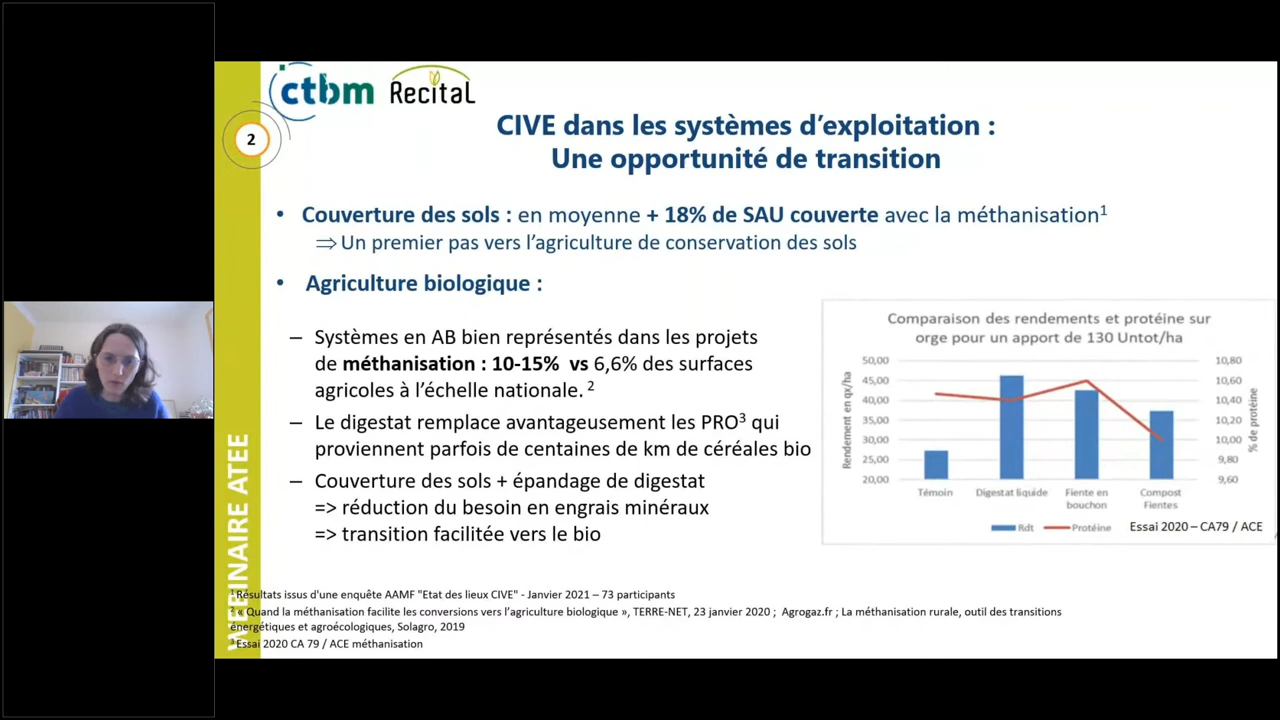 ctbm RecitaL
2
CIVE dans les systèmes d'exploitation :
Une opportunité de transition
• Couverture des sols : en moyenne + 18% de SAU couverte avec la méthanisation¹
⇒ Un premier pas vers l'agriculture de conservation des sols
• Agriculture biologique :
– Systèmes en AB bien représentés dans les projets
de méthanisation : 10-15% vs 6,6% des surfaces
agricoles à l'échelle nationale. ²
– Le digestat remplace avantageusement les PRO³ qui
proviennent parfois de centaines de km de céréales bio
– Couverture des sols + épandage de digestat
=> réduction du besoin en engrais minéraux
=> transition facilitée vers le bio
Comparaison des rendements et protéine sur
orge pour un apport de 130 Untot/ha
50,00
45,00
40,00
35,00
30,00
25,00
20,00
Rendement en qx/ha
10,80
10,60
10,40
10,20
10,00
9,80
9,60
% de protéine
Témoin
Digestat liquide
Fiente en
bouchon
Compost
Fientes
Rdt
Protéine
Essai 2020 – CA79 / ACE
WEBINAIRE ATEE
¹ Résultats issus d'une enquête AAMF "Etat des lieux CIVE" - Janvier 2021 – 73 participants
² « Quand la méthanisation facilite les conversions vers l'agriculture biologique », TERRE-NET, 23 janvier 2020 ; Agrogaz.fr ; La méthanisation rurale, outil des transitions
énergétiques et agroécologiques, Solagro, 2019
³ Essai 2020 CA 79 / ACE méthanisation